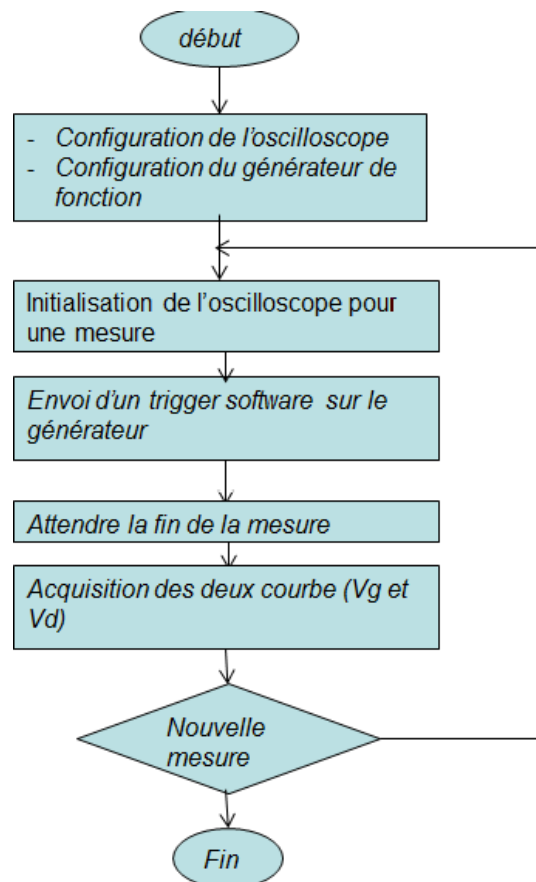 début
- Configuration de l'oscilloscope
- Configuration du générateur de
fonction
Initialisation de l'oscilloscope pour
une mesure
Envoi d'un trigger software sur le
générateur
Attendre la fin de la mesure
Acquisition des deux courbe (Vg et
Vd)
Nouvelle
mesure
Fin